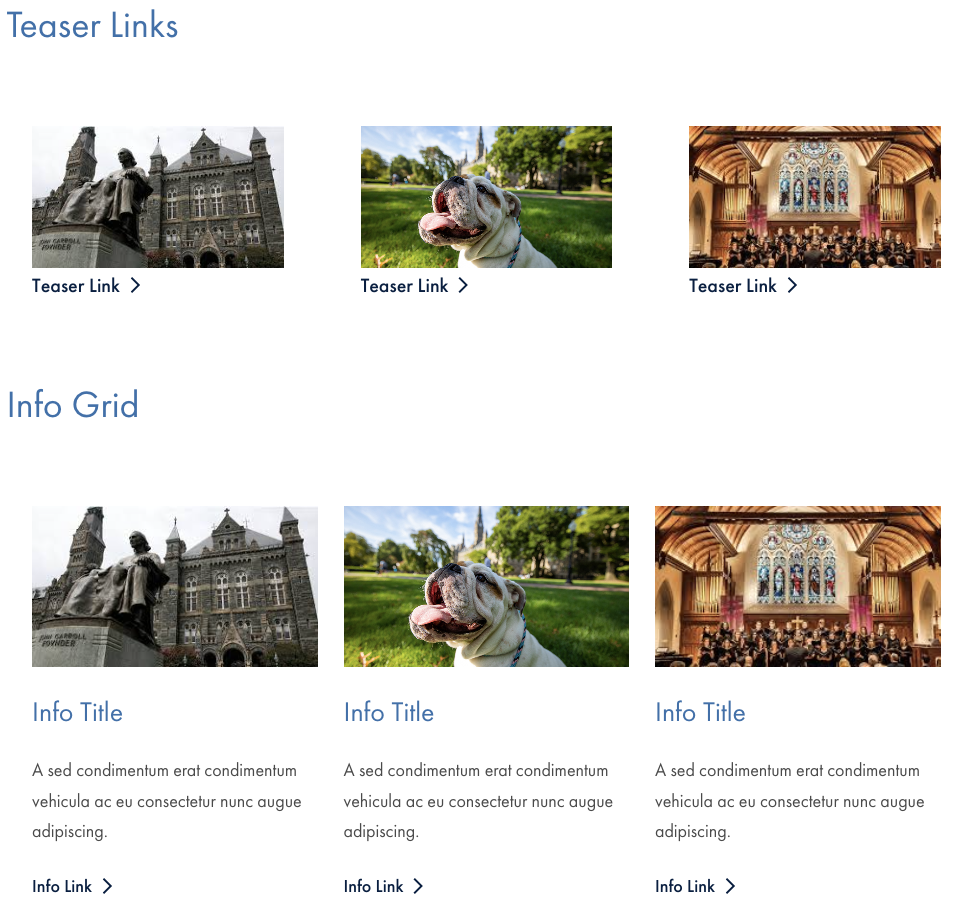 Teaser Links
JOHN CARROLL
FOUNDER
Teaser Link
Teaser Link
Teaser Link
Info Grid
JOHN CARROLL
FOUNDER
Info Title
Info Title
Info Title
A sed condimentum erat condimentum
vehicula ac eu consectetur nunc augue
adipiscing.
A sed condimentum erat condimentum
vehicula ac eu consectetur nunc augue
adipiscing.
A sed condimentum erat condimentum
vehicula ac eu consectetur nunc augue
adipiscing.
Info Link
Info Link
Info Link